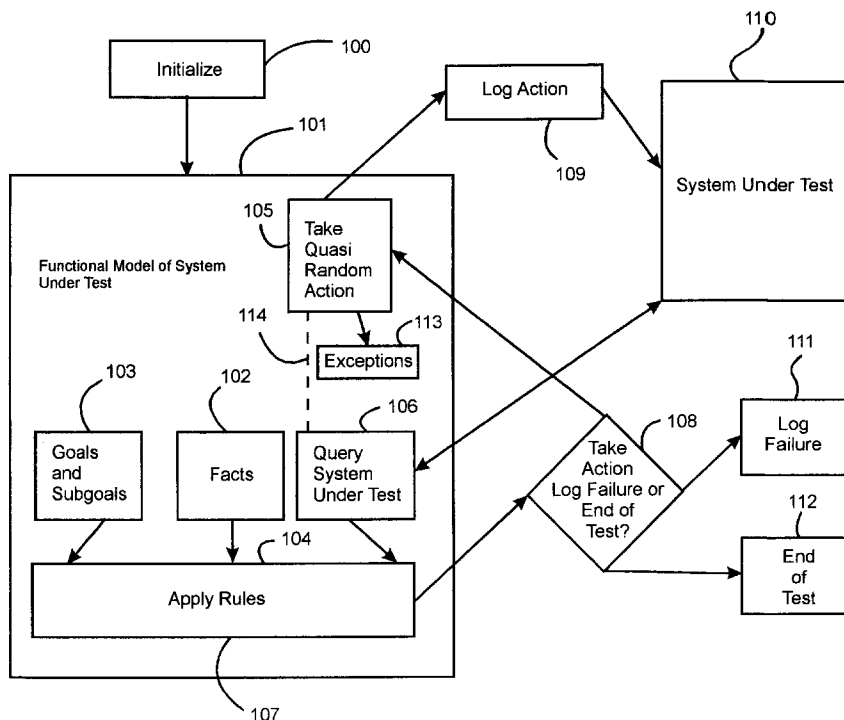 100
Initialize
Log Action
109
110
System Under Test
101
105
Take
Quasi
Random
Action
Functional Model of System
Under Test
114
113
Exceptions
103
Goals
and
Subgoals
102
Facts
106
Query
System
Under Test
108
Take
Action
Log Failure or
End of
Test?
111
Log
Failure
112
End
of
Test
104
Apply Rules
107